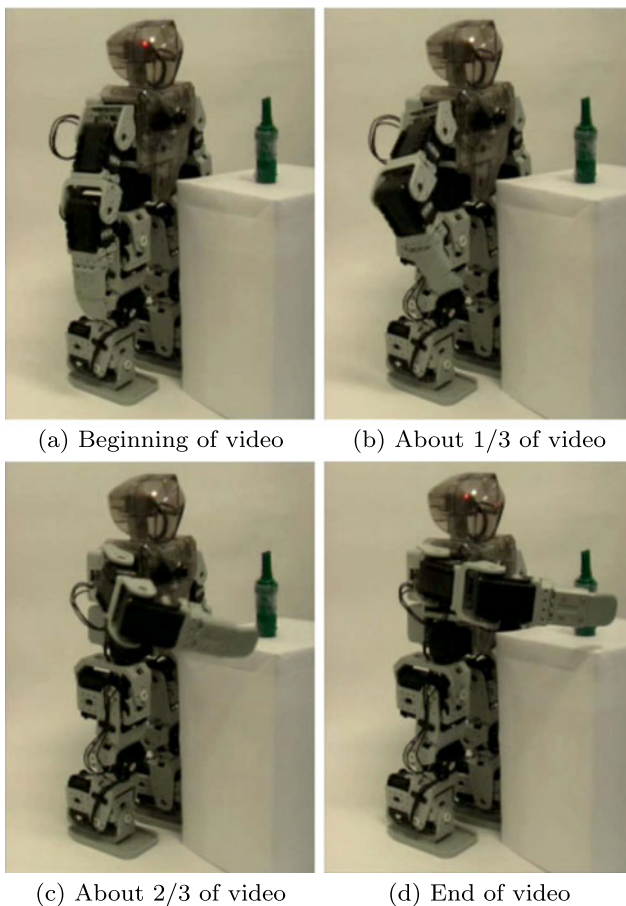 (a) Beginning of video
(b) About 1/3 of video
(c) About 2/3 of video
(d) End of video